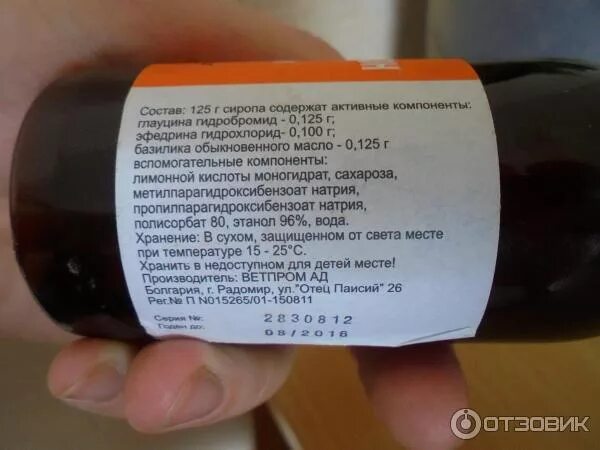 Состав: 125 г сиропа содержат активные компоненты:
глауцина гидробромид - 0,125 г;
эфедрина гидрохлорид - 0,100 г;
базилика обыкновенного масло - 0,125 г
вспомогательные компоненты:
лимонной кислоты моногидрат, сахароза,
метилпарагидроксибензоат натрия,
пропилпарагидроксибензоат натрия,
полисорбат 80, этанол 96%, вода.
Хранение: В сухом, защищенном от света месте
при температуре 15 - 25°С.
Хранить в недоступном для детей месте!
Производитель: ВЕТПРОМ АД
Болгария, г. Радомир, ул."Отец Паисий" 26
Рег.№ П N015265/01-150811
Серия №: 2830812
Годен до: 08/2016
ОТЗОВИК